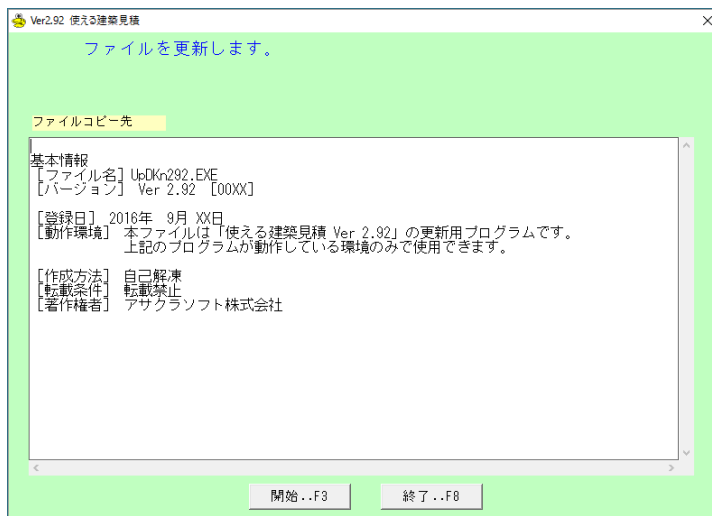 Ver2.92 使える建築見積
ファイルを更新します。
ファイルコピー先
基本情報
[ファイル名] UpDKn292.EXE
[バージョン] Ver 2.92 [00XX]
[登録日] 2016年 9月 XX日
[動作環境] 本ファイルは「使える建築見積 Ver 2.92」の更新用プログラムです。
上記のプログラムが動作している環境のみで使用できます。
[作成方法] 自己解凍
[転載条件] 転載禁止
[著作権者] アサクラソフト株式会社
開始..F3
終了..F8